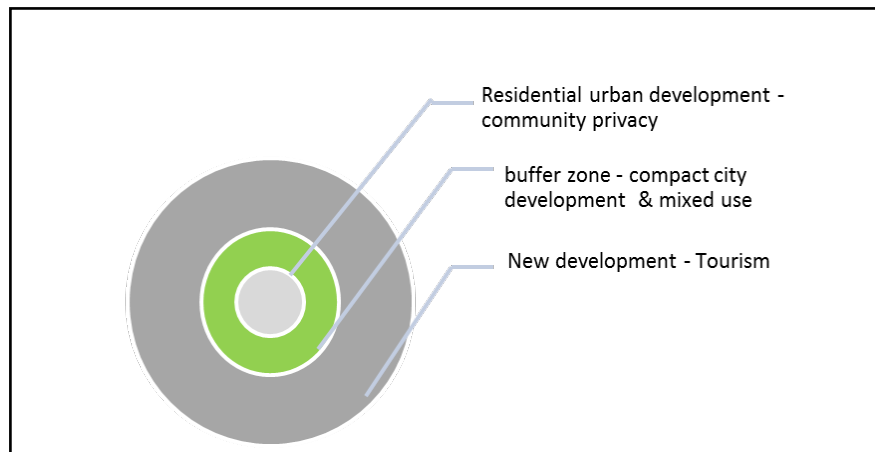 Residential urban development -
community privacy
buffer zone - compact city
development & mixed use
New development - Tourism